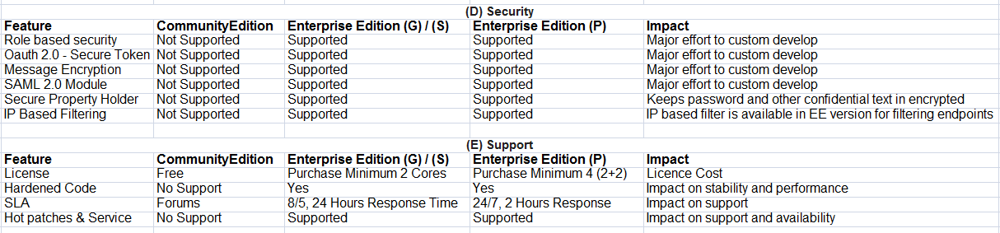 (D) Security
Feature CommunityEdition Enterprise Edition (G) / (S) Enterprise Edition (P) Impact
Role based security Not Supported Supported Supported Major effort to custom develop
Oauth 2.0 - Secure Token Not Supported Supported Supported Major effort to custom develop
Message Encryption Not Supported Supported Supported Major effort to custom develop
SAML 2.0 Module Not Supported Supported Supported Major effort to custom develop
Secure Property Holder Not Supported Supported Supported Keeps password and other confidential text in encrypted
IP Based Filtering Not Supported Supported Supported IP based filter is available in EE version for filtering endpoints
(E) Support
Feature CommunityEdition Enterprise Edition (G) / (S) Enterprise Edition (P) Impact
License Free Purchase Minimum 2 Cores Purchase Minimum 4 (2+2) Licence Cost
Hardened Code No Support Yes Yes Impact on stability and performance
SLA Forums 8/5, 24 Hours Response Time 24/7, 2 Hours Response Impact on support
Hot patches & Service No Support Supported Supported Impact on support and availability